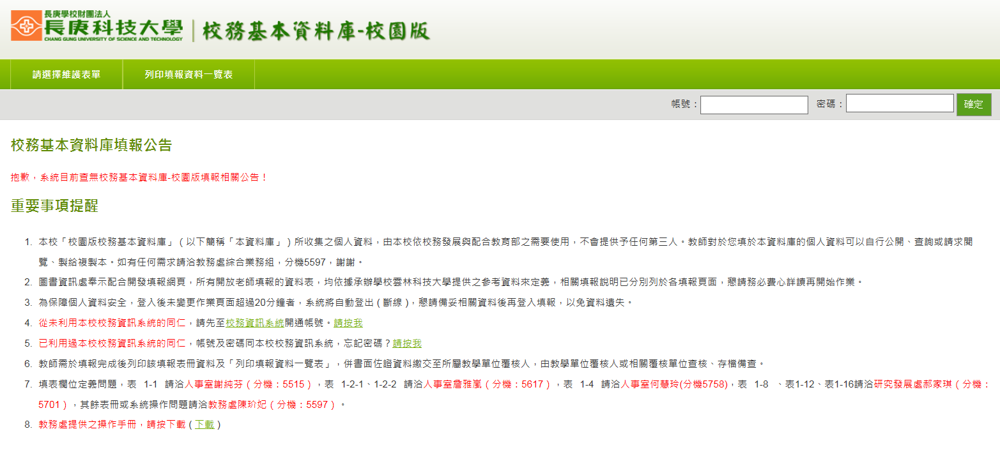 長庚學校財團法人
長庚科技大學
CHANG GUNG UNIVERSITY OF SCIENCE AND TECHNOLOGY
校務基本資料庫-校園版
請選擇維護表單 列印填報資料一覽表
帳號： 密碼： 確定
校務基本資料庫填報公告
抱歉，系統目前查無校務基本資料庫-校園版填報相關公告！
重要事項提醒
1. 本校「校園版校務基本資料庫」（以下簡稱「本資料庫」）所收集之個人資料，由本校依校務發展與配合教育部之需要使用，不會提供予任何第三人。教師對於您填於本資料庫的個人資料可以自行公開、查詢或請求閱
覽、製給複製本。如有任何需求請洽教務處綜合業務組，分機5597，謝謝。
2. 圖書資訊處奉示配合開發填報網頁，所有開放老師填報的資料表，均依據承辦學校雲林科技大學提供之參考資料來定義，相關填報說明已分別列於各填報頁面，懇請務必費心詳讀再開始作業。
3. 為保障個人資料安全，登入後未變更作業頁面超過20分鐘者，系統將自動登出（斷線），懇請備妥相關資料後再登入填報，以免資料遺失。
4. 從未利用本校校務資訊系統的同仁，請先至校務資訊系統開通帳號。請按我
5. 已利用過本校校務資訊系統的同仁，帳號及密碼同本校校務資訊系統，忘記密碼？請按我
6. 教師需於填報完成後列印該填報表冊資料及「列印填報資料一覽表」，併書面佐證資料繳交至所屬教學單位覆核人，由教學單位覆核人或相關覆核單位查核、存檔備查。
7. 填表欄位定義問題，表 1-1 請洽人事室謝純芬（分機：5515），表 1-2-1、1-2-2 請洽人事室詹雅嵐（分機：5617），表 1-4 請洽人事室何慧玲(分機5758)，表 1-8 、表1-12、表1-16請洽研究發展處郝家琪（分機：
5701），其餘表冊或系統操作問題請洽教務處陳玠妃（分機：5597）。
8. 教務處提供之操作手冊，請按下載（下載）